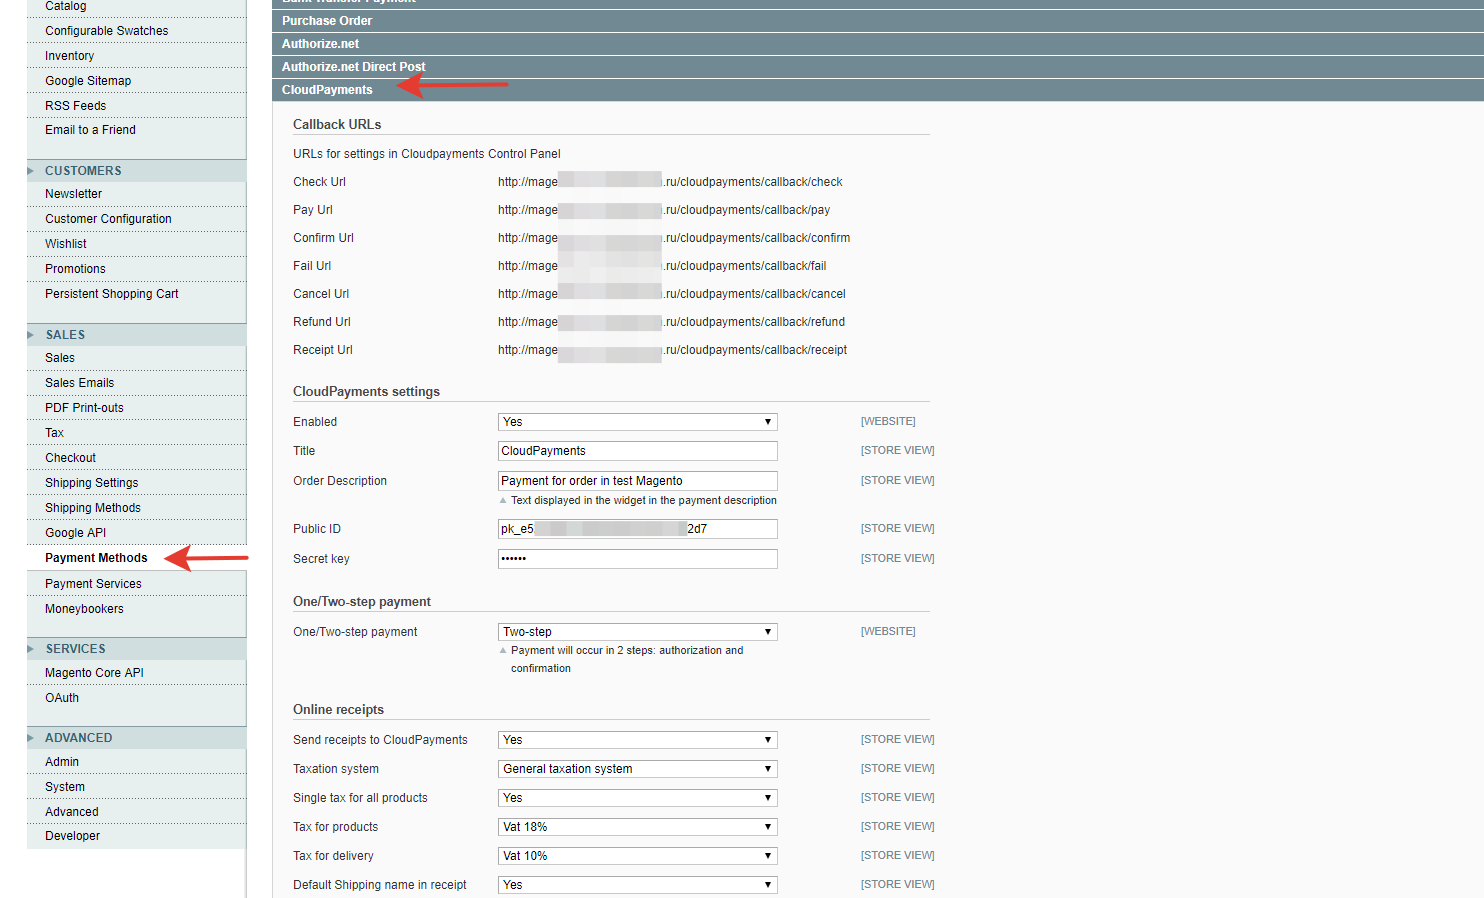 Catalog
Configurable Swatches
Inventory
Google Sitemap
RSS Feeds
Email to a Friend
CUSTOMERS
Newsletter
Customer Configuration
Wishlist
Promotions
Persistent Shopping Cart
SALES
Sales
Sales Emails
PDF Print-outs
Tax
Checkout
Shipping Settings
Shipping Methods
Google API
Payment Methods
Payment Services
Moneybookers
SERVICES
Magento Core API
OAuth
ADVANCED
Admin
System
Advanced
Developer
Bank Transfer Payment
Purchase Order
Authorize.net
Authorize.net Direct Post
CloudPayments
Callback URLs
URLs for settings in Cloudpayments Control Panel
Check Url http://mage .ru/cloudpayments/callback/check
Pay Url http://mage .ru/cloudpayments/callback/pay
Confirm Url http://mage .ru/cloudpayments/callback/confirm
Fail Url http://mage .ru/cloudpayments/callback/fail
Cancel Url http://mage .ru/cloudpayments/callback/cancel
Refund Url http://mage .ru/cloudpayments/callback/refund
Receipt Url http://mage .ru/cloudpayments/callback/receipt
CloudPayments settings
Enabled Yes [WEBSITE]
Title CloudPayments [STORE VIEW]
Order Description Payment for order in test Magento [STORE VIEW]
Text displayed in the widget in the payment description
Public ID pk_e5 2d7 [STORE VIEW]
Secret key •••••• [STORE VIEW]
One/Two-step payment
One/Two-step payment Two-step [WEBSITE]
Payment will occur in 2 steps: authorization and
confirmation
Online receipts
Send receipts to CloudPayments Yes [STORE VIEW]
Taxation system General taxation system [STORE VIEW]
Single tax for all products Yes [STORE VIEW]
Tax for products Vat 18% [STORE VIEW]
Tax for delivery Vat 10% [STORE VIEW]
Default Shipping name in receipt Yes [STORE VIEW]